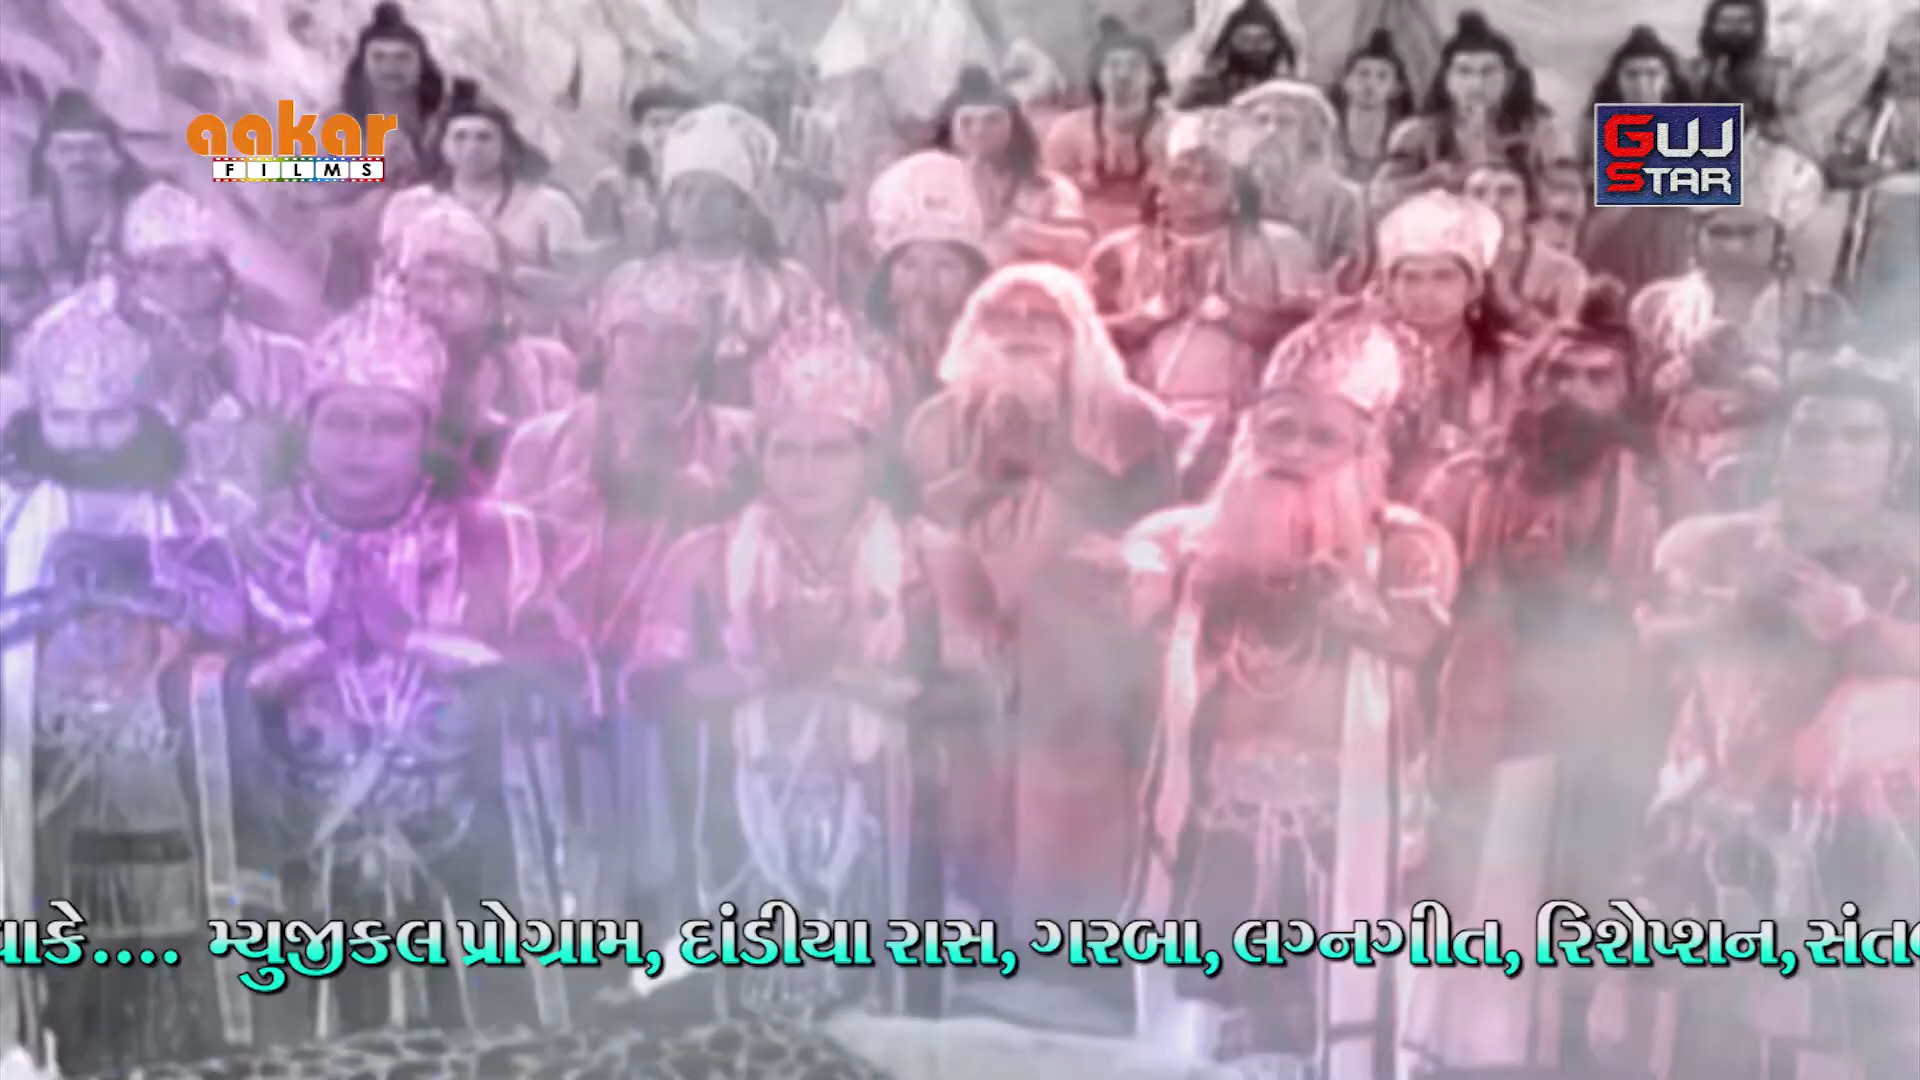 aakar
FILMS
GUJ
STAR
મ્યુજીકલ પ્રોગ્રામ, દાંડીયા રાસ, ગરબા, લગ્નગીત, રિશેપ્શન,